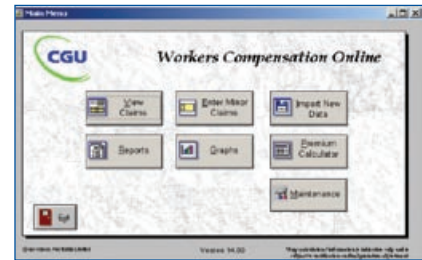 Main Menu
CGU
Workers Compensation Online
View
Claims
Enter Minor
Claims
Import New
Data
Reports
Graphs
Premium
Calculator
Maintenance
Exit
Version 14.00